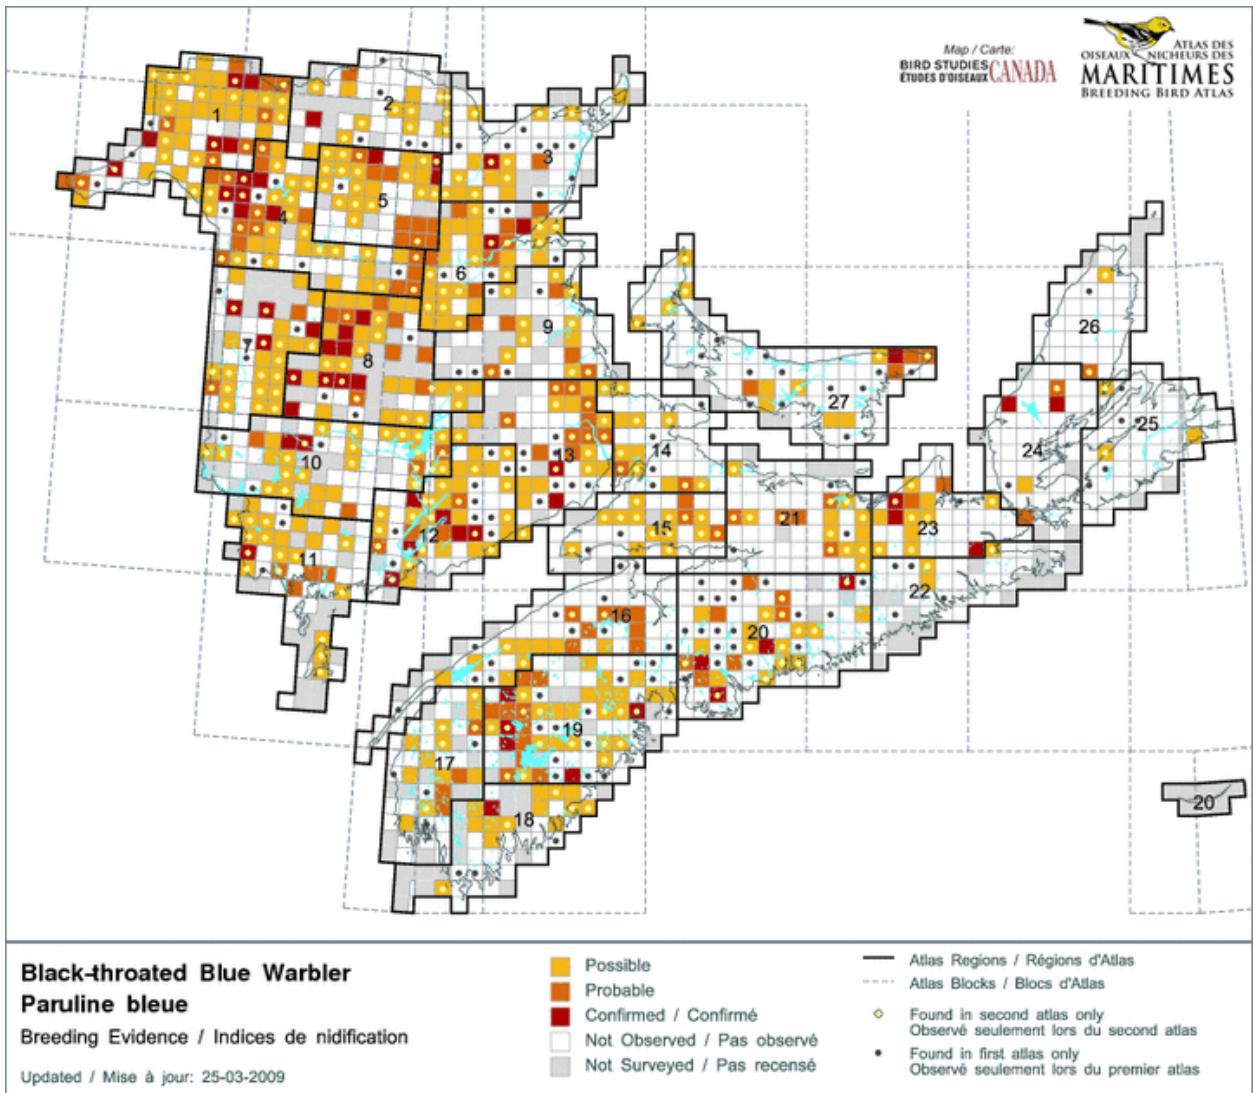 Map / Carte:
BIRD STUDIES
ÉTUDES D'OISEAUX CANADA
ATLAS DES
OISEAUX NICHEURS DES
MARITIMES
BREEDING BIRD ATLAS
1
2
3
4
5
6
7
8
9
10
11
12
13
14
15
16
17
18
19
20
21
22
23
24
25
26
27
20
Black-throated Blue Warbler
Paruline bleue
Breeding Evidence / Indices de nidification
Updated / Mise à jour: 25-03-2009
Possible
Probable
Confirmed / Confirmé
Not Observed / Pas observé
Not Surveyed / Pas recensé
Atlas Regions / Régions d'Atlas
Atlas Blocks / Blocs d'Atlas
Found in second atlas only
Observé seulement lors du second atlas
Found in first atlas only
Observé seulement lors du premier atlas